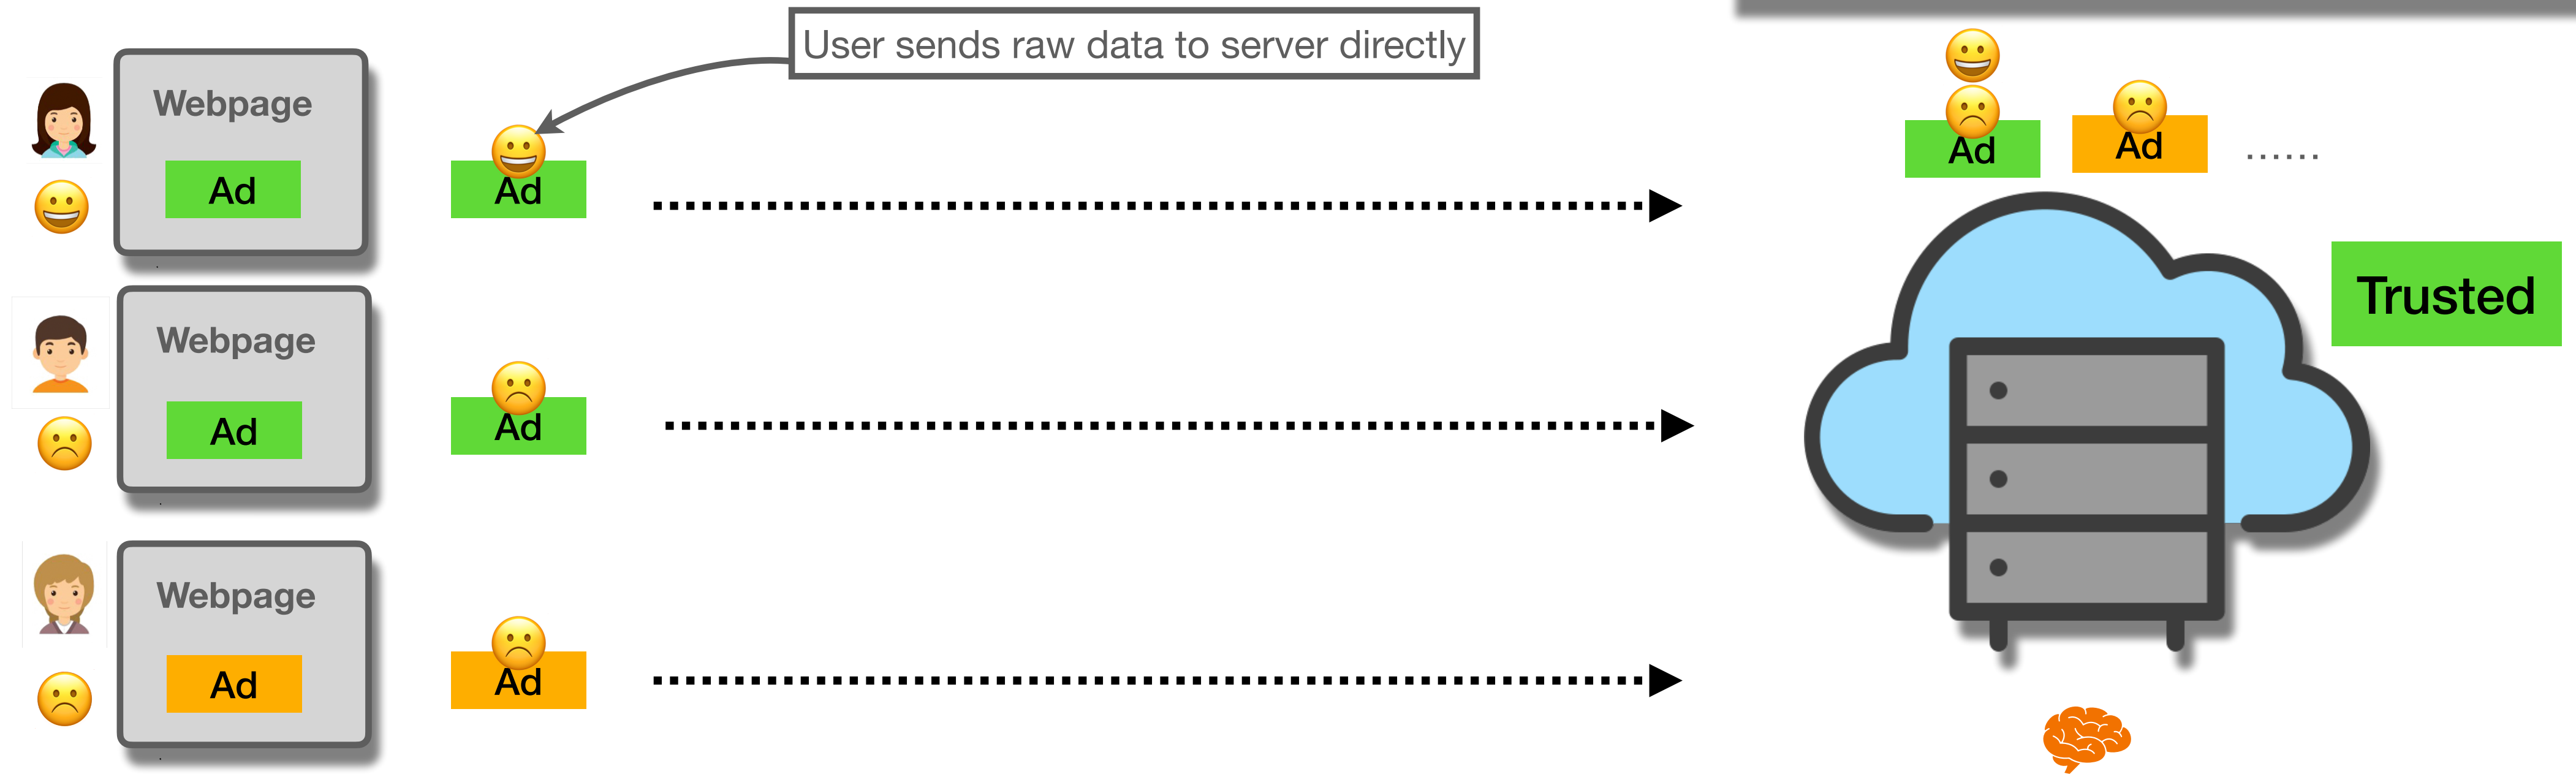 User sends raw data to server directly
Webpage
Ad
Ad
Ad
Ad
......
Trusted
Webpage
Ad
Ad
Webpage
Ad
Ad